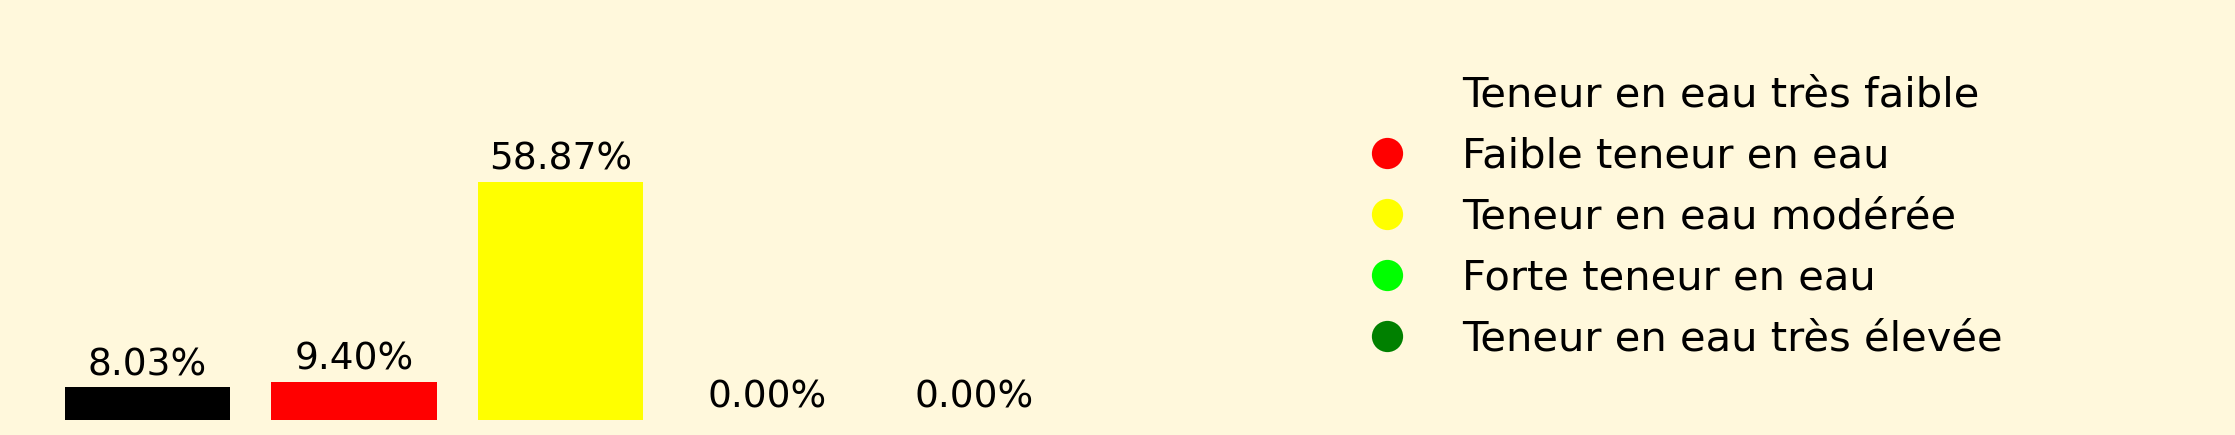 58.87%
8.03%
9.40%
0.00%
0.00%
Teneur en eau très faible
Faible teneur en eau
Teneur en eau modérée
Forte teneur en eau
Teneur en eau très élevée